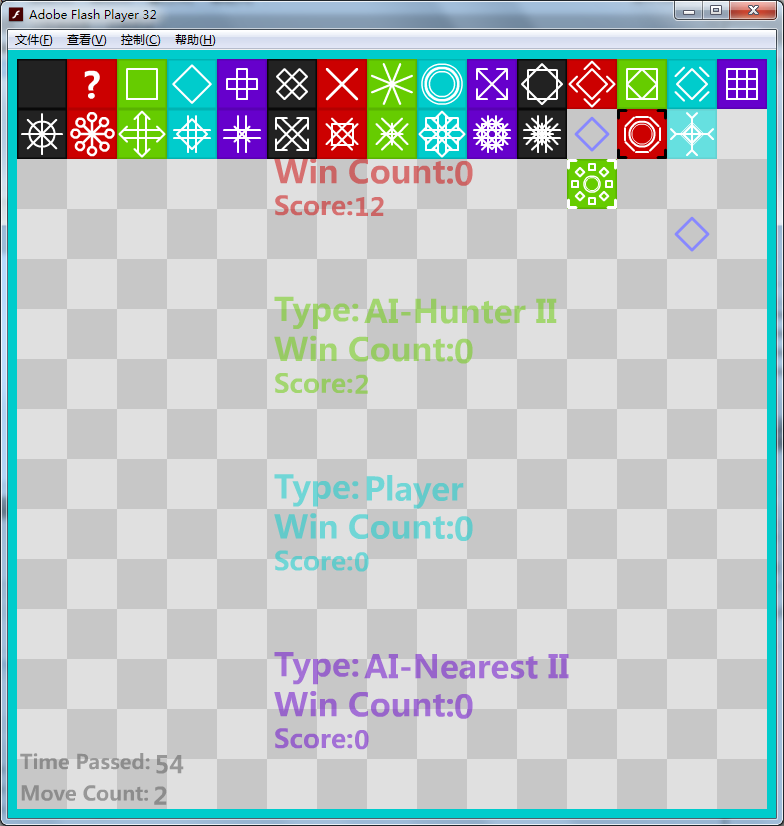 Adobe Flash Player 32
文件(F) 查看(V) 控制(C) 帮助(H)
?
Win Count:0
Score:12
Type: AI-Hunter II
Win Count:0
Score:2
Type: Player
Win Count:0
Score:0
Type: AI-Nearest II
Win Count:0
Score:0
Time Passed: 54
Move Count: 2